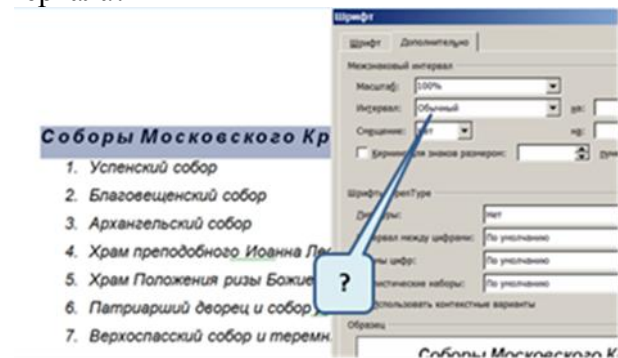 Шрифт
Шрифт Дополнительно
Межзнаковый интервал
Масштаб: 100%
Интервал: Обычный на:
Смещение: Нет на:
Кернинг для знаков размером:
Соборы Московского Кр
1. Успенский собор
2. Благовещенский собор
3. Архангельский собор
4. Храм преподобного Иоанна Ле
5. Храм Положения ризы Божие
6. Патриарший дворец и собор
7. Верхоспасский собор и теремн
?
Нет
По умолчанию
По умолчанию
По умолчанию
Использовать контекстные варианты
Образец
Соборы Московского К